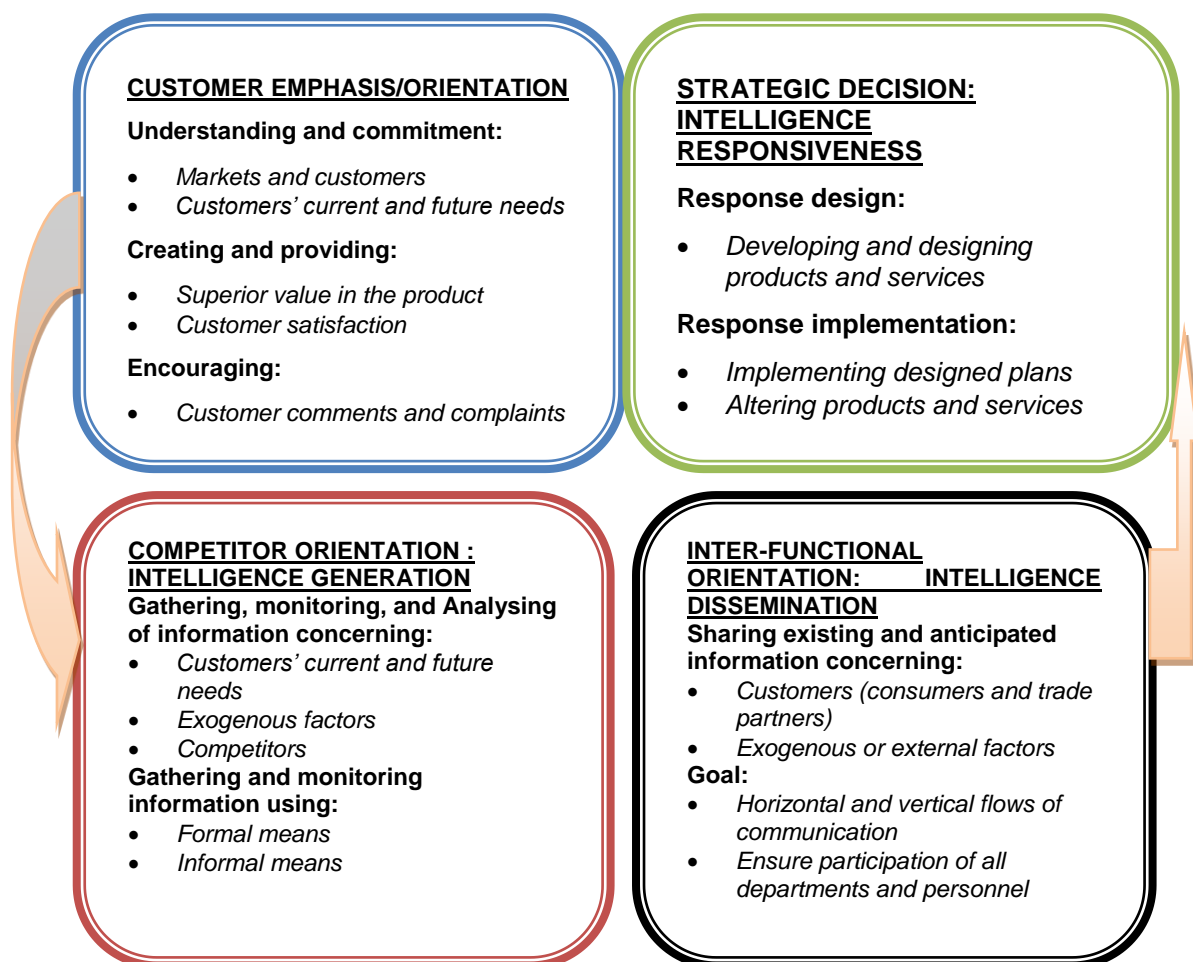 CUSTOMER EMPHASIS/ORIENTATION
Understanding and commitment:
• Markets and customers
• Customers’ current and future needs
Creating and providing:
• Superior value in the product
• Customer satisfaction
Encouraging:
• Customer comments and complaints
STRATEGIC DECISION:
INTELLIGENCE
RESPONSIVENESS
Response design:
• Developing and designing
products and services
Response implementation:
• Implementing designed plans
• Altering products and services
COMPETITOR ORIENTATION :
INTELLIGENCE GENERATION
Gathering, monitoring, and Analysing
of information concerning:
• Customers’ current and future
needs
• Exogenous factors
• Competitors
Gathering and monitoring
information using:
• Formal means
• Informal means
INTER-FUNCTIONAL
ORIENTATION: INTELLIGENCE
DISSEMINATION
Sharing existing and anticipated
information concerning:
• Customers (consumers and trade
partners)
• Exogenous or external factors
Goal:
• Horizontal and vertical flows of
communication
• Ensure participation of all
departments and personnel